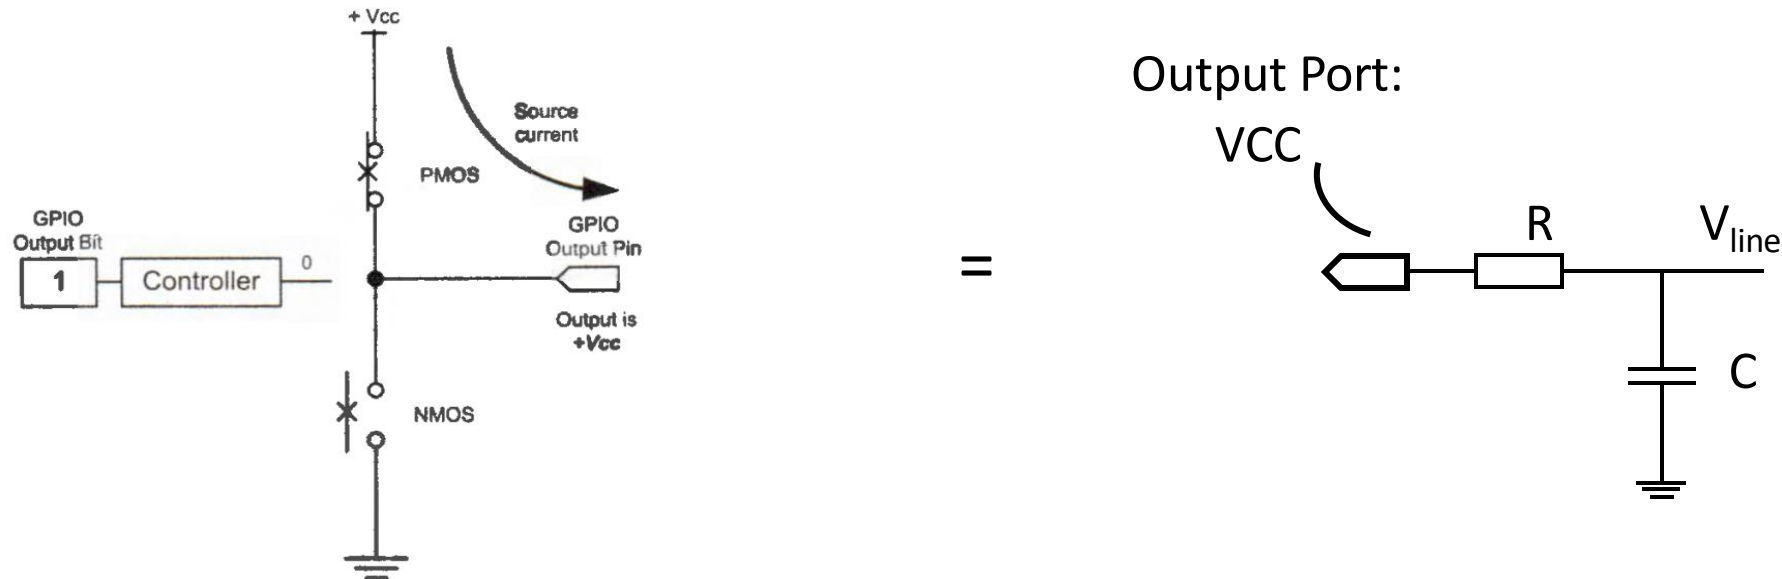 + Vcc
Source
current
PMOS
GPIO
Output Bit
1
Controller
0
GPIO
Output Pin
Output is
+Vcc
NMOS
=
Output Port:
VCC
R
Vline
C